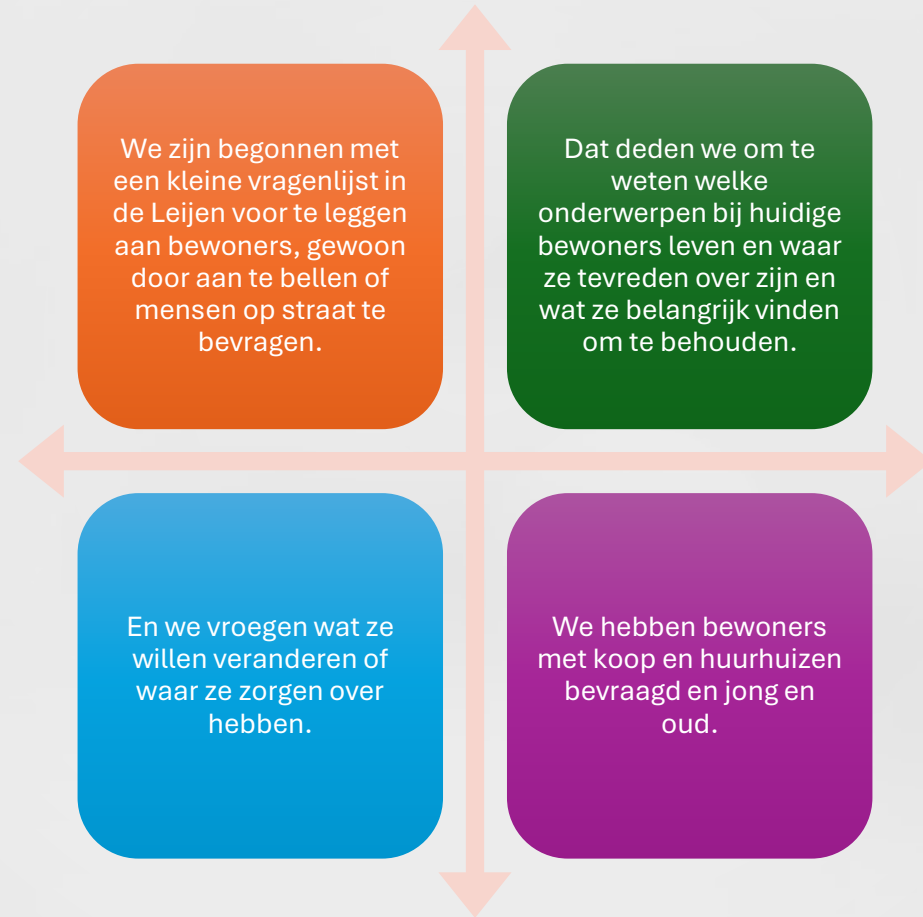 We zijn begonnen met
een kleine vragenlijst in
de Leijen voor te leggen
aan bewoners, gewoon
door aan te bellen of
mensen op straat te
bevragen.
Dat deden we om te
weten welke
onderwerpen bij huidige
bewoners leven en waar
ze tevreden over zijn en
wat ze belangrijk vinden
om te behouden.
En we vroegen wat ze
willen veranderen of
waar ze zorgen over
hebben.
We hebben bewoners
met koop en huurhuizen
bevraagd en jong en
oud.